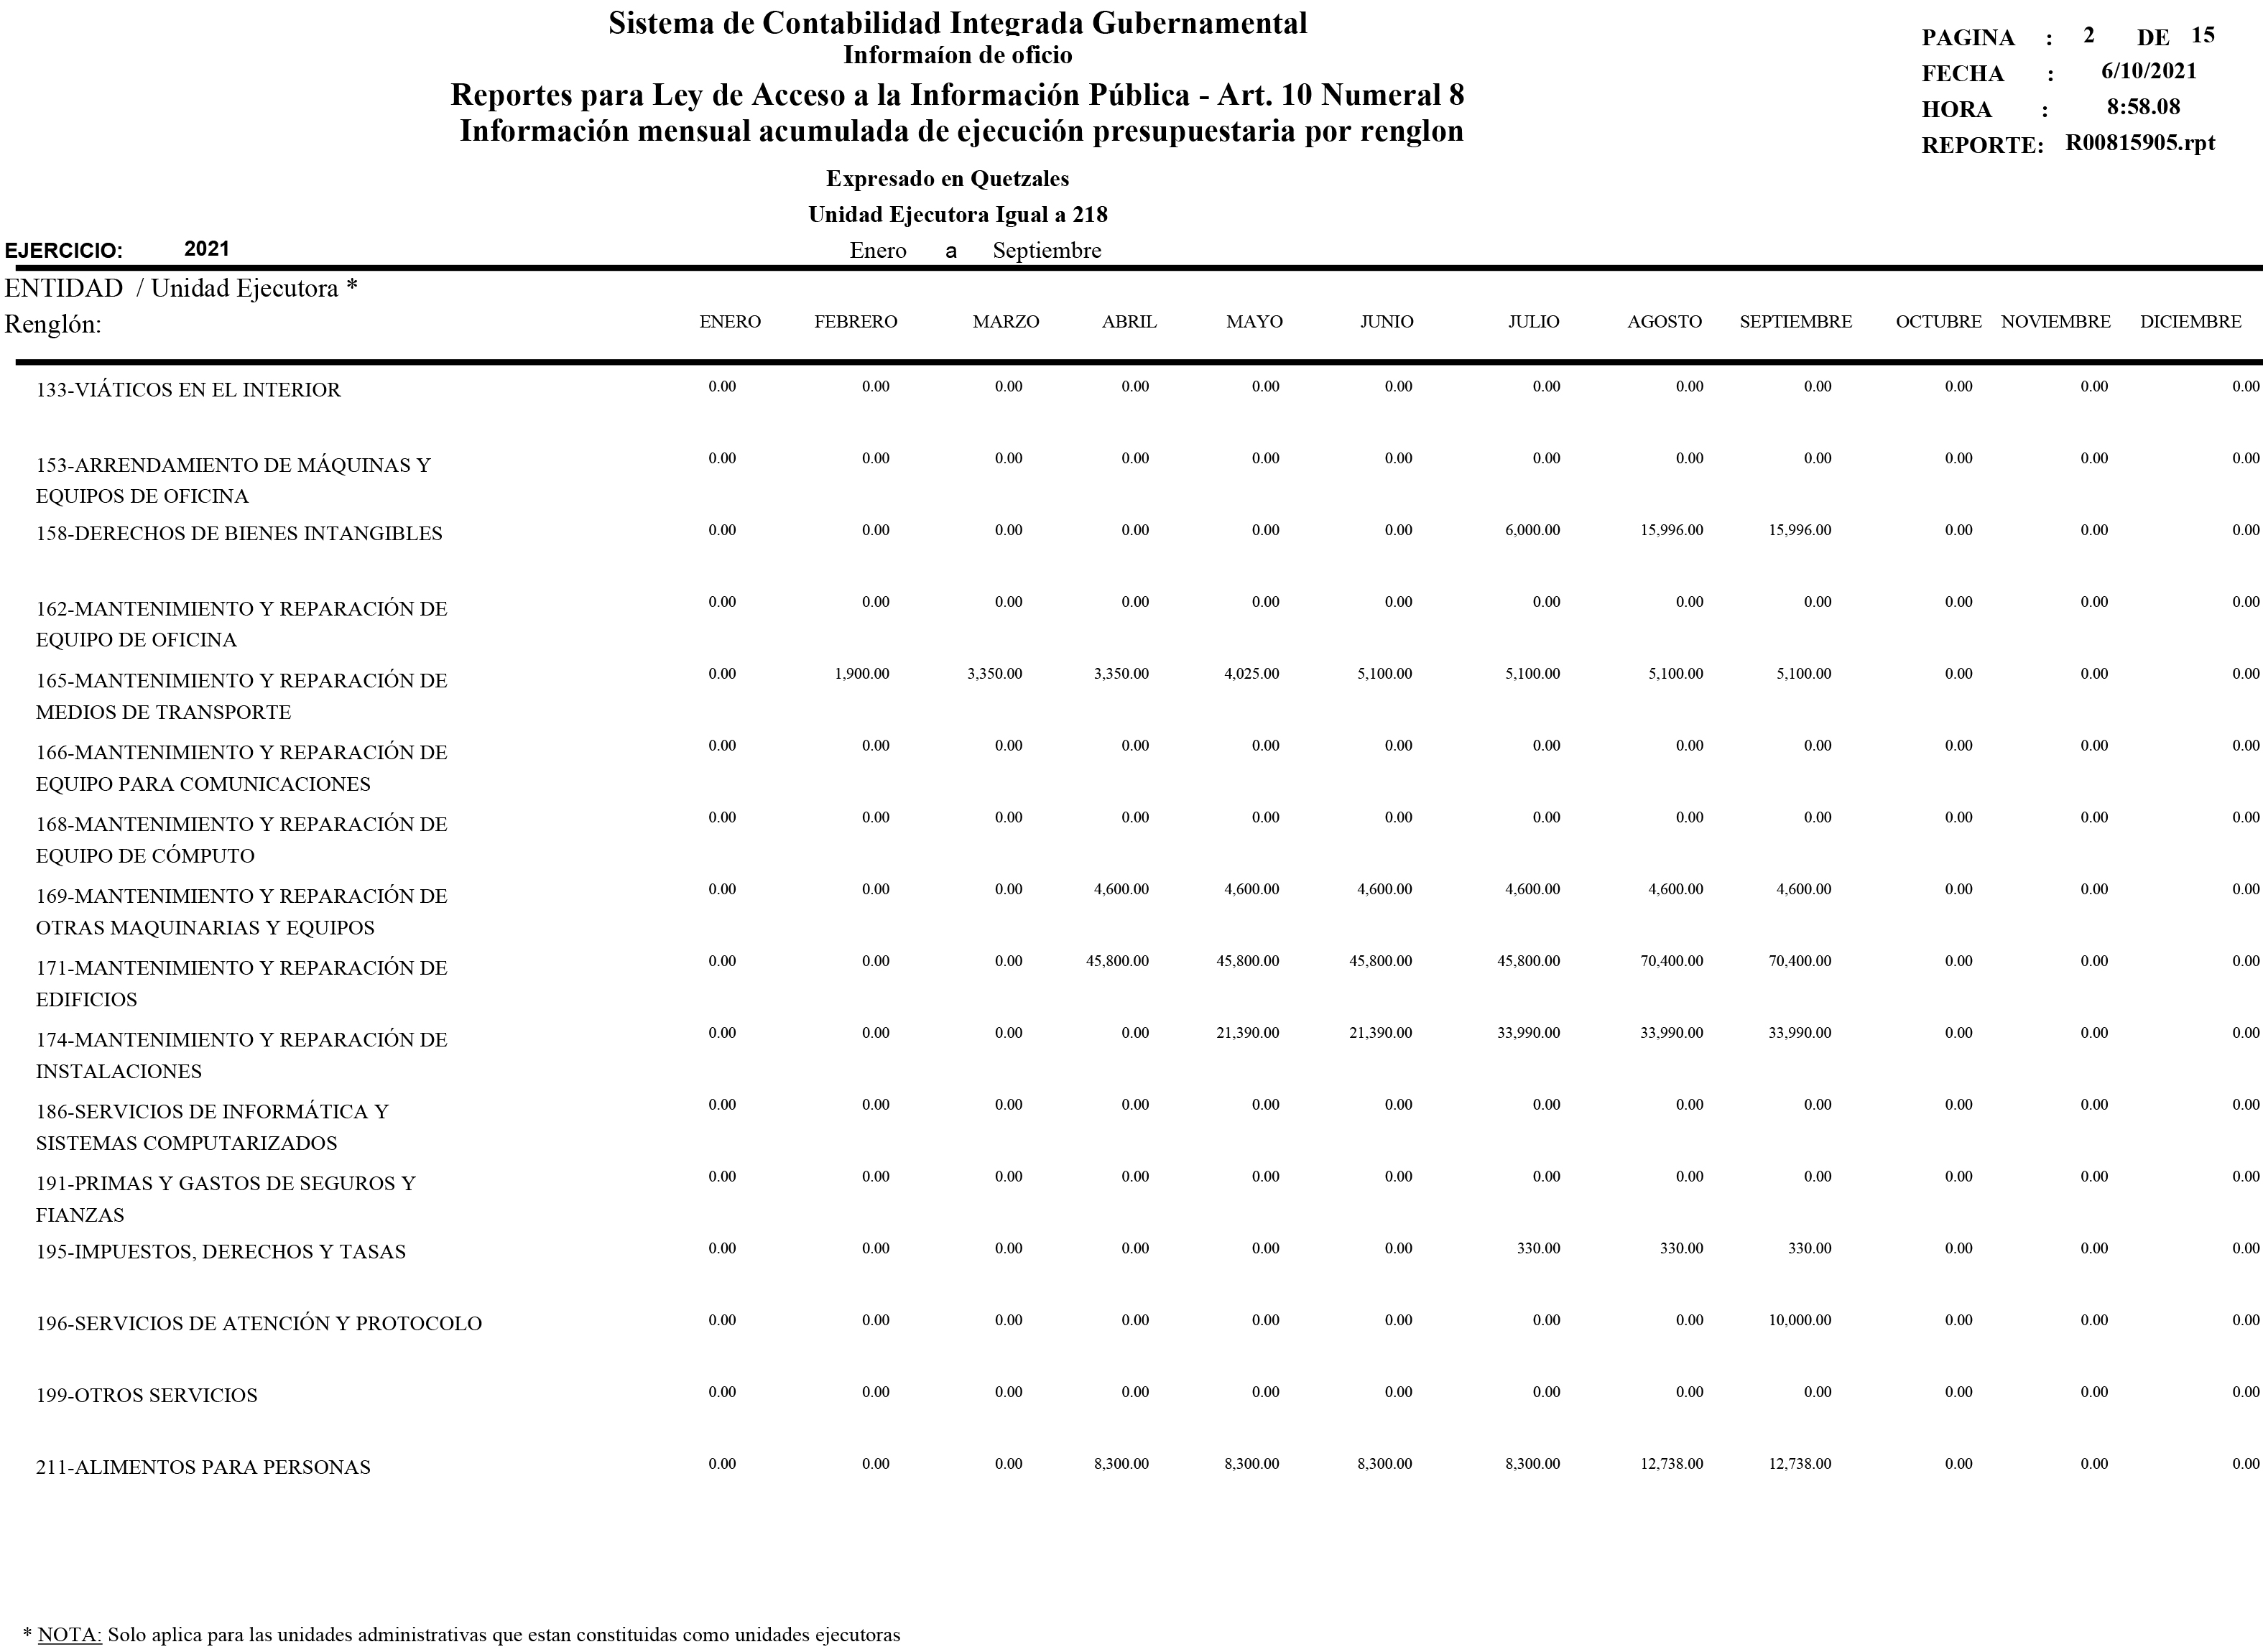 Sistema de Contabilidad Integrada Gubernamental
Informaíon de oficio
Reportes para Ley de Acceso a la Información Pública - Art. 10 Numeral 8
Información mensual acumulada de ejecución presupuestaria por renglon
Expresado en Quetzales
Unidad Ejecutora Igual a 218
PAGINA : 2 DE 15
FECHA : 6/10/2021
HORA : 8:58.08
REPORTE: R00815905.rpt
EJERCICIO: 2021 Enero a Septiembre
ENTIDAD / Unidad Ejecutora *
Renglón: ENERO FEBRERO MARZO ABRIL MAYO JUNIO JULIO AGOSTO SEPTIEMBRE OCTUBRE NOVIEMBRE DICIEMBRE
133-VIÁTICOS EN EL INTERIOR 0.00 0.00 0.00 0.00 0.00 0.00 0.00 0.00 0.00 0.00 0.00 0.00
153-ARRENDAMIENTO DE MÁQUINAS Y 0.00 0.00 0.00 0.00 0.00 0.00 0.00 0.00 0.00 0.00 0.00 0.00
EQUIPOS DE OFICINA
158-DERECHOS DE BIENES INTANGIBLES 0.00 0.00 0.00 0.00 0.00 0.00 6,000.00 15,996.00 15,996.00 0.00 0.00 0.00
162-MANTENIMIENTO Y REPARACIÓN DE 0.00 0.00 0.00 0.00 0.00 0.00 0.00 0.00 0.00 0.00 0.00 0.00
EQUIPO DE OFICINA
165-MANTENIMIENTO Y REPARACIÓN DE 0.00 1,900.00 3,350.00 3,350.00 4,025.00 5,100.00 5,100.00 5,100.00 5,100.00 0.00 0.00 0.00
MEDIOS DE TRANSPORTE
166-MANTENIMIENTO Y REPARACIÓN DE 0.00 0.00 0.00 0.00 0.00 0.00 0.00 0.00 0.00 0.00 0.00 0.00
EQUIPO PARA COMUNICACIONES
168-MANTENIMIENTO Y REPARACIÓN DE 0.00 0.00 0.00 0.00 0.00 0.00 0.00 0.00 0.00 0.00 0.00 0.00
EQUIPO DE CÓMPUTO
169-MANTENIMIENTO Y REPARACIÓN DE 0.00 0.00 0.00 4,600.00 4,600.00 4,600.00 4,600.00 4,600.00 4,600.00 0.00 0.00 0.00
OTRAS MAQUINARIAS Y EQUIPOS
171-MANTENIMIENTO Y REPARACIÓN DE 0.00 0.00 0.00 45,800.00 45,800.00 45,800.00 45,800.00 70,400.00 70,400.00 0.00 0.00 0.00
EDIFICIOS
174-MANTENIMIENTO Y REPARACIÓN DE 0.00 0.00 0.00 0.00 21,390.00 21,390.00 33,990.00 33,990.00 33,990.00 0.00 0.00 0.00
INSTALACIONES
186-SERVICIOS DE INFORMÁTICA Y 0.00 0.00 0.00 0.00 0.00 0.00 0.00 0.00 0.00 0.00 0.00 0.00
SISTEMAS COMPUTARIZADOS
191-PRIMAS Y GASTOS DE SEGUROS Y 0.00 0.00 0.00 0.00 0.00 0.00 0.00 0.00 0.00 0.00 0.00 0.00
FIANZAS
195-IMPUESTOS, DERECHOS Y TASAS 0.00 0.00 0.00 0.00 0.00 0.00 330.00 330.00 330.00 0.00 0.00 0.00
196-SERVICIOS DE ATENCIÓN Y PROTOCOLO 0.00 0.00 0.00 0.00 0.00 0.00 0.00 0.00 10,000.00 0.00 0.00 0.00
199-OTROS SERVICIOS 0.00 0.00 0.00 0.00 0.00 0.00 0.00 0.00 0.00 0.00 0.00 0.00
211-ALIMENTOS PARA PERSONAS 0.00 0.00 0.00 8,300.00 8,300.00 8,300.00 8,300.00 12,738.00 12,738.00 0.00 0.00 0.00
* NOTA: Solo aplica para las unidades administrativas que estan constituidas como unidades ejecutoras